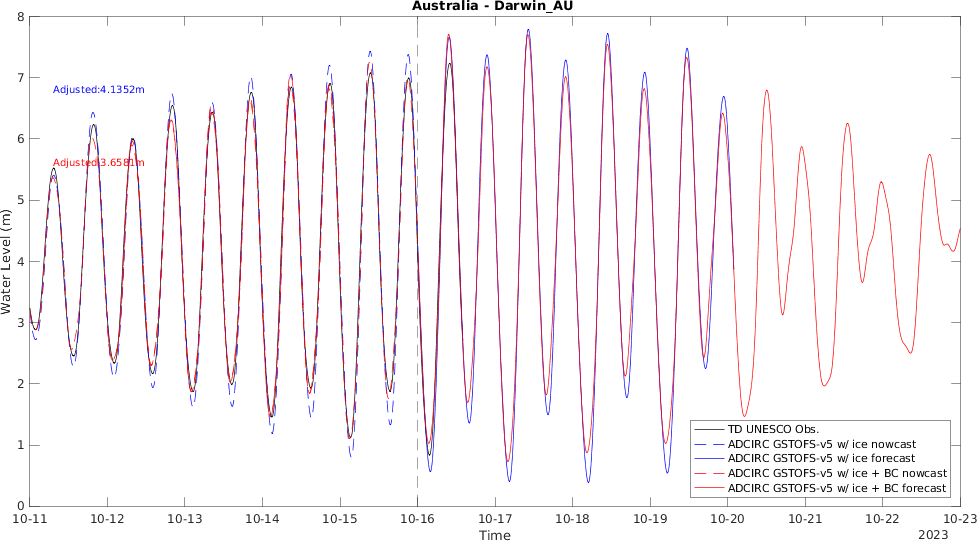 Australia - Darwin_AU
8
7
6
5
4
3
2
1
0
Water Level (m)
Adjusted:4.1352m
Adjusted:3.6581m
TD UNESCO Obs.
ADCIRC GSTOFS-v5 w/ ice nowcast
ADCIRC GSTOFS-v5 w/ ice forecast
ADCIRC GSTOFS-v5 w/ ice + BC nowcast
ADCIRC GSTOFS-v5 w/ ice + BC forecast
10-11 10-12 10-13 10-14 10-15 10-16 10-17 10-18 10-19 10-20 10-21 10-22 10-23
Time
2023